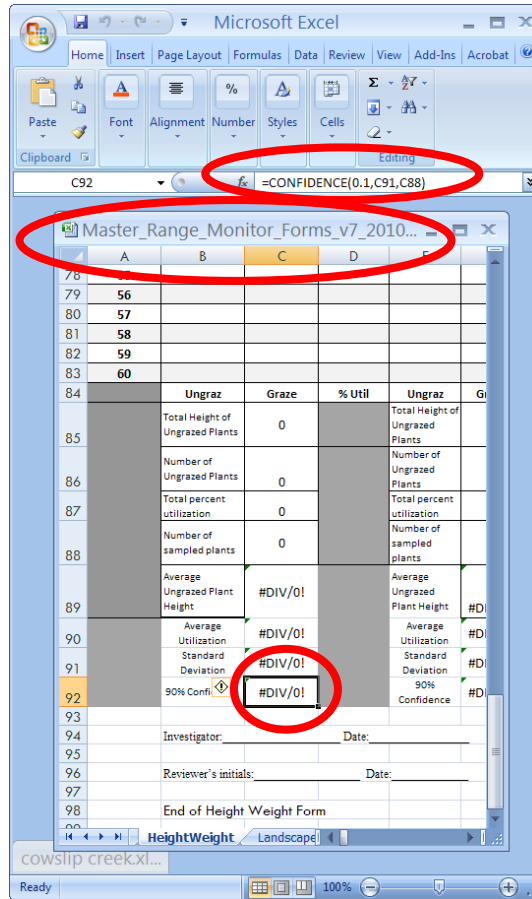 Microsoft Excel
Home Insert Page Layout Formulas Data Review View Add-Ins Acrobat
Paste Font Alignment Number Styles Cells
Clipboard Editing
C92 fx =CONFIDENCE(0.1,C91,C88)
Master_Range_Monitor_Forms_v7_2010...
A B C D
78
79 56
80 57
81 58
82 59
83 60
84 Ungraz Graze % Util Ungraz
85 Total Height of Ungrazed Plants 0 Total Height of Ungrazed Plants
86 Number of Ungrazed Plants 0 Number of Ungrazed Plants
87 Total percent utilization 0 Total percent utilization
88 Number of sampled plants 0 Number of sampled plants
89 Average Ungrazed Plant Height #DIV/0! Average Ungrazed Plant Height #DI
90 Average Utilization #DIV/0! Average Utilization #DI
91 Standard Deviation #DIV/0! Standard Deviation #DI
92 90% Confi #DIV/0! 90% Confidence #DI
93
94 Investigator: Date:
95
96 Reviewer's initials: Date:
97
98 End of Height Weight Form
HeightWeight Landscape
cowslip creek.xl...
Ready 100%